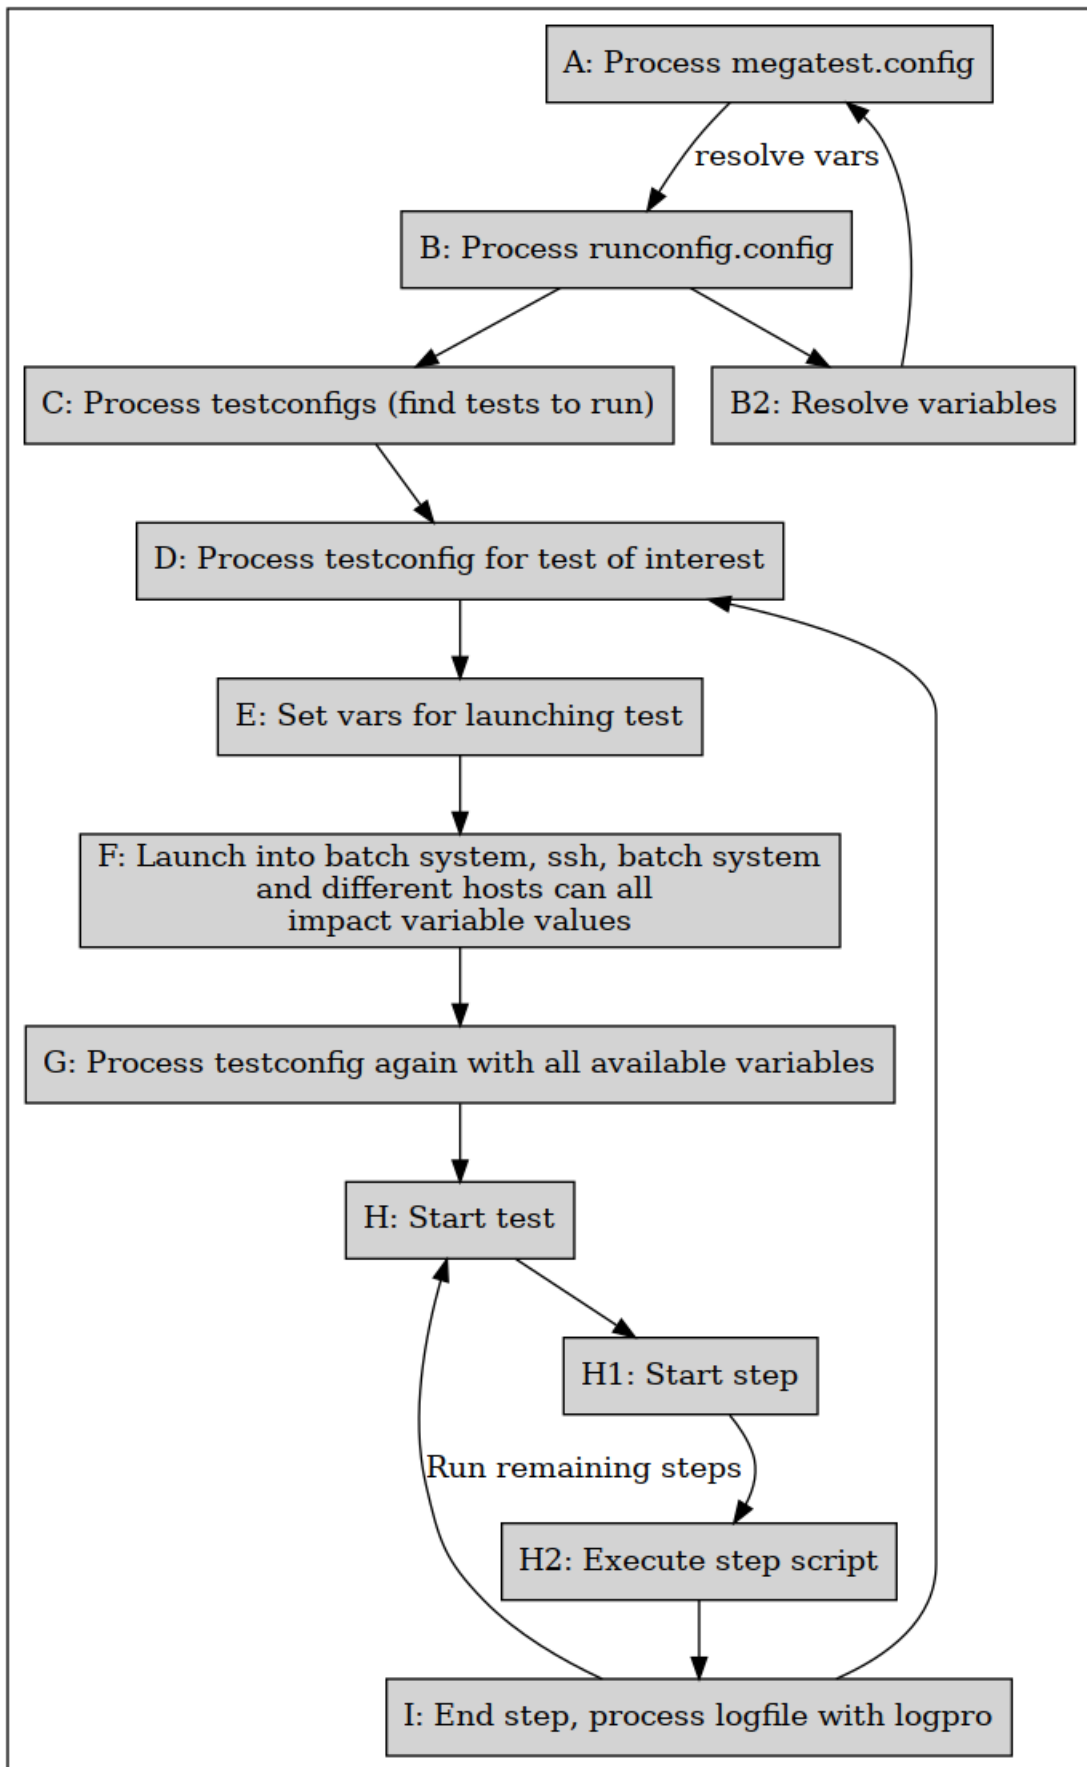 A: Process megatest.config
resolve vars
B: Process runconfig.config
C: Process testconfigs (find tests to run)
B2: Resolve variables
D: Process testconfig for test of interest
E: Set vars for launching test
F: Launch into batch system, ssh, batch system
and different hosts can all
impact variable values
G: Process testconfig again with all available variables
H: Start test
H1: Start step
Run remaining steps
H2: Execute step script
I: End step, process logfile with logpro